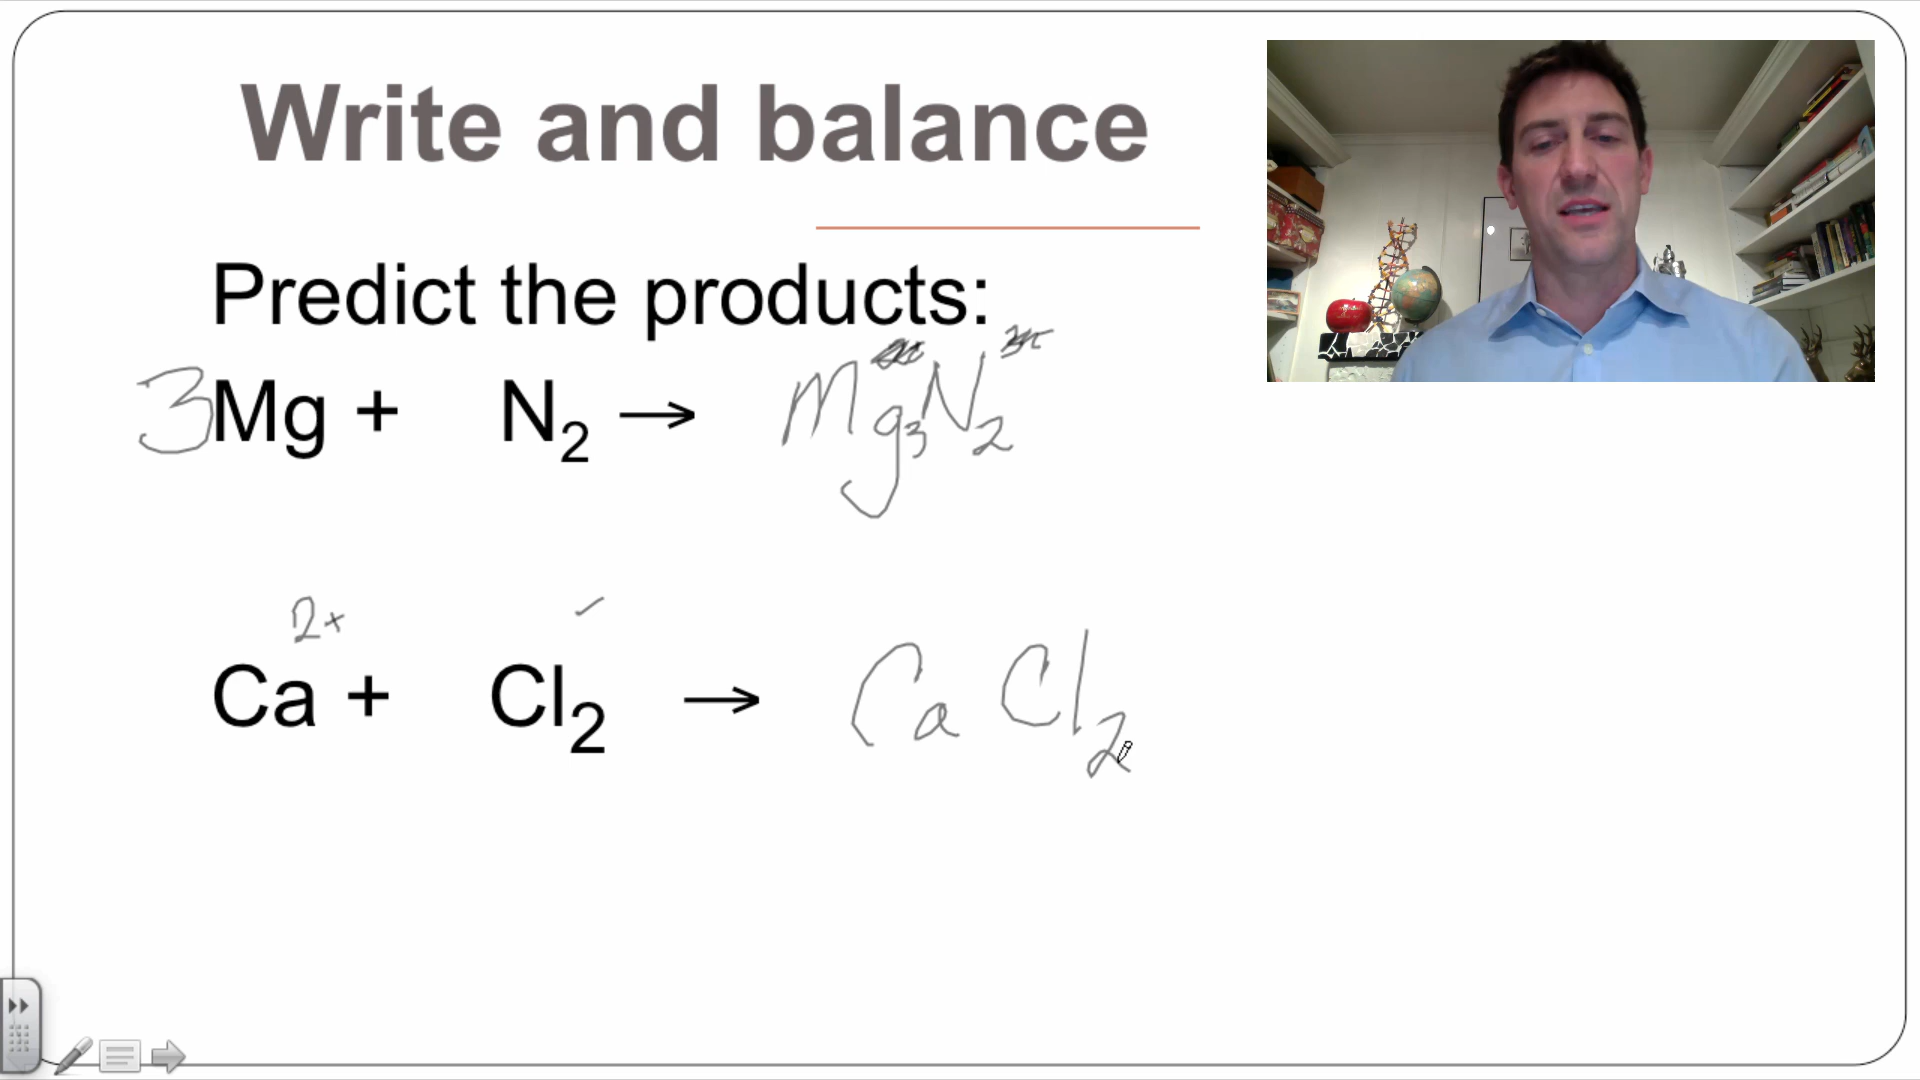 Write and balance
Predict the products:
3Mg + N₂ → Mg₃N₂
2+ -
Ca + Cl₂ → CaCl₂